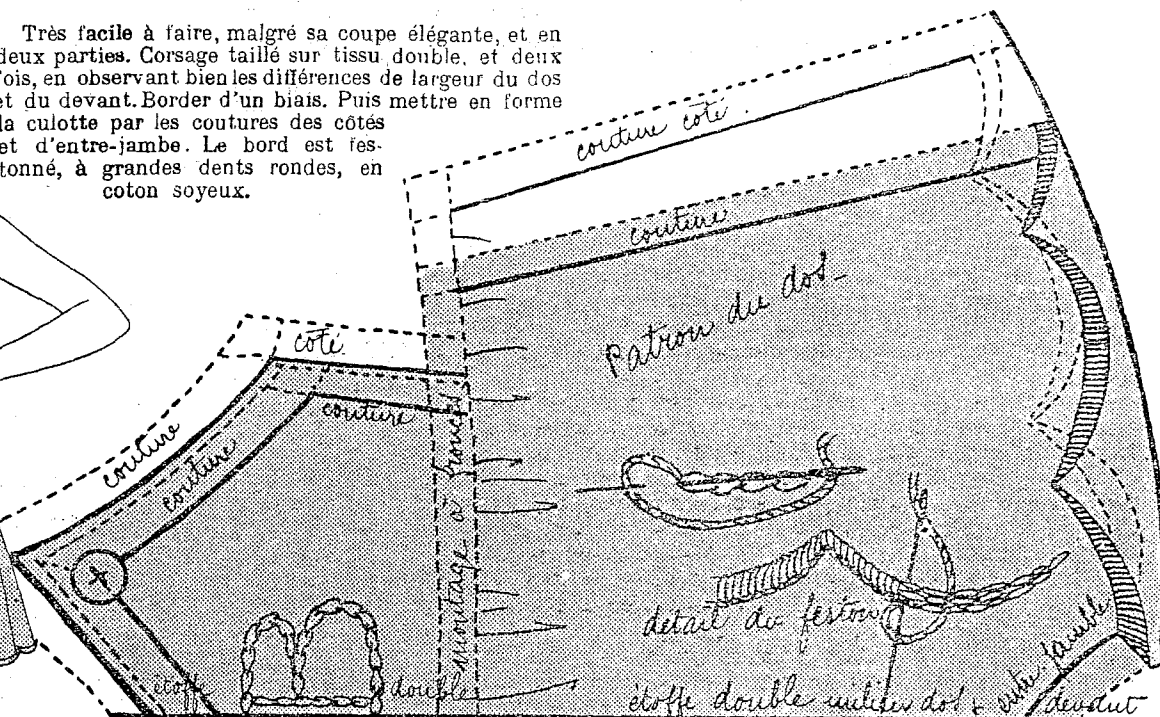 Très facile à faire, malgré sa coupe élégante, et en
deux parties. Corsage taillé sur tissu double, et deux
fois, en observant bien les différences de largeur du dos
et du devant. Border d'un biais. Puis mettre en forme
la culotte par les coutures des côtés
et d'entre-jambe. Le bord est fes-
tonné, à grandes dents rondes, en
coton soyeux.
couture coté.
couture
Patron du dos
coté
couture
couture
couture
montage à fronces
détail du feston
entre jambe
étoffe double
étoffe double milieu dos & devant